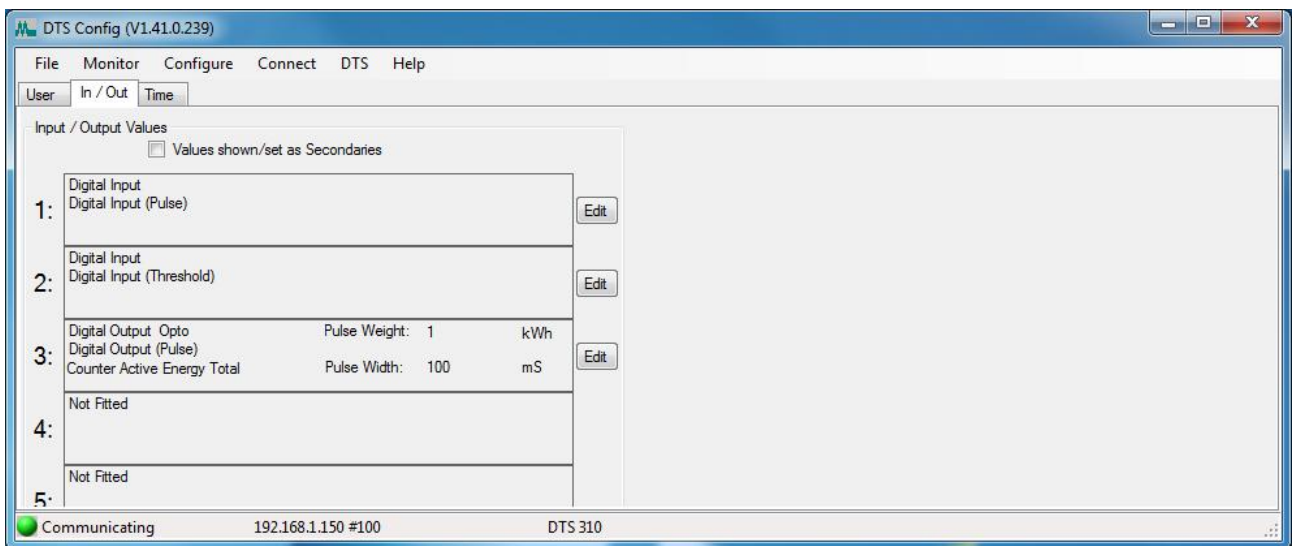 DTS Config (V1.41.0.239)
File Monitor Configure Connect DTS Help
User In / Out Time
Input / Output Values
Values shown/set as Secondaries
1:
Digital Input
Digital Input (Pulse)
Edit
2:
Digital Input
Digital Input (Threshold)
Edit
3:
Digital Output Opto Pulse Weight: 1 kWh
Digital Output (Pulse)
Counter Active Energy Total Pulse Width: 100 mS
Edit
4:
Not Fitted
5:
Not Fitted
Communicating 192.168.1.150 #100 DTS 310